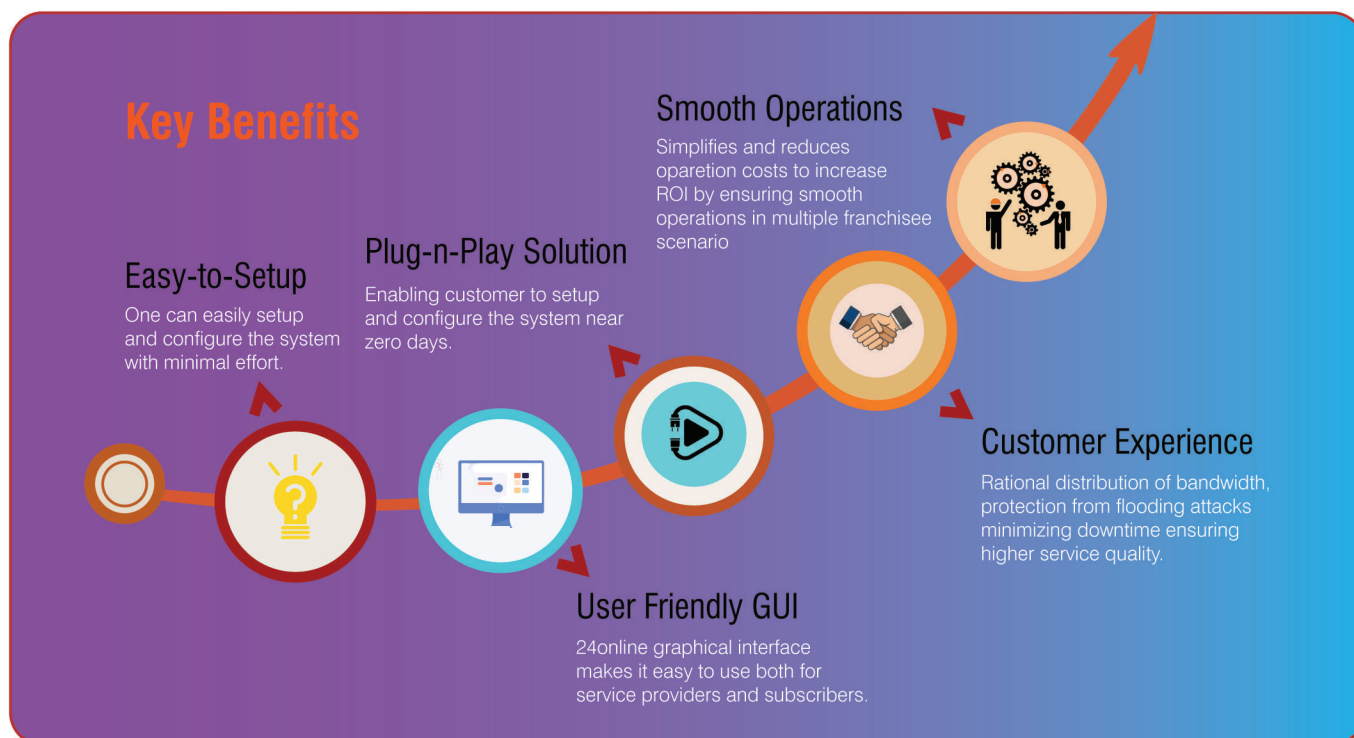 Key Benefits
Easy-to-Setup
One can easily setup
and configure the system
with minimal effort.
User Friendly GUI
24online graphical interface
makes it easy to use both for
service providers and subscribers.
Plug-n-Play Solution
Enabling customer to setup
and configure the system near
zero days.
Customer Experience
Rational distribution of bandwidth,
protection from flooding attacks
minimizing downtime ensuring
higher service quality.
Smooth Operations
Simplifies and reduces
oparetion costs to increase
ROI by ensuring smooth
operations in multiple franchisee
scenario